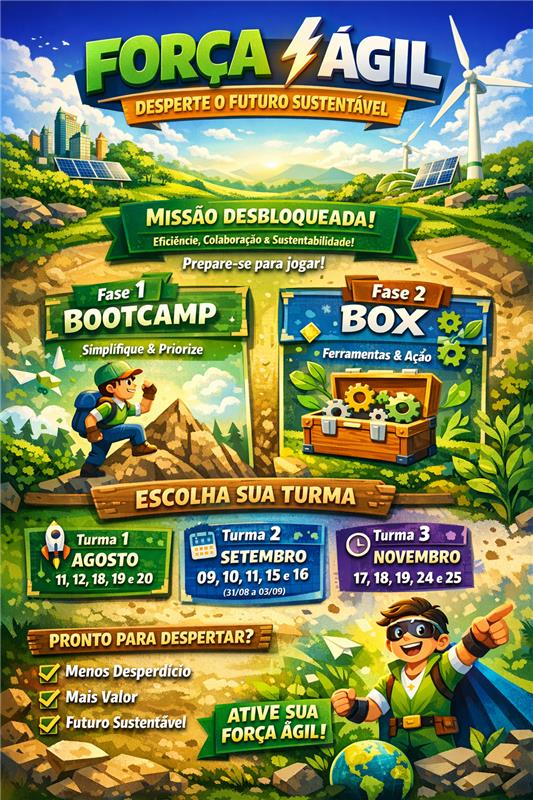 FORÇA ÁGIL
DESPERTE O FUTURO SUSTENTÁVEL
MISSÃO DESBLOQUEADA!
Eficiêncie, Colaboração & Sustentabilidade!
Prepare-se para jogar!
Fase 1
BOOTCAMP
Simplifique & Priorize
Fase 2
BOX
Ferramentas & Ação
ESCOLHA SUA TURMA
Turma 1
AGOSTO
11, 12, 18, 19 e 20
Turma 2
SETEMBRO
09, 10, 11, 15 e 16
(31/08 a 03/09)
Turma 3
NOVEMBRO
17, 18, 19, 24 e 25
PRONTO PARA DESPERTAR?
Menos Desperdício
Mais Valor
Futuro Sustentável
ATIVE SUA
FORÇA ÁGIL!